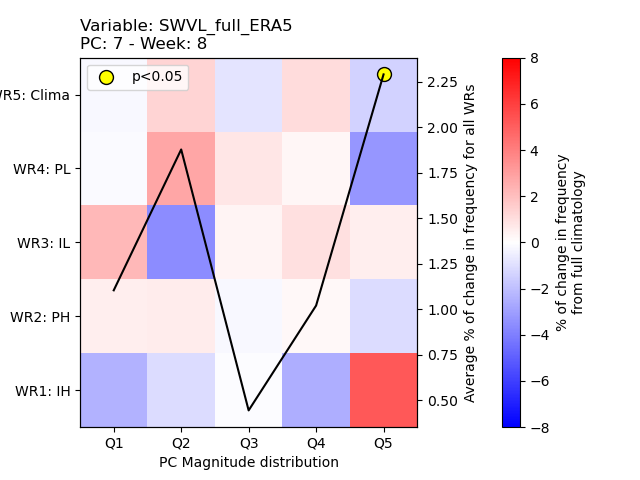 Variable: SWVL_full_ERA5
PC: 7 - Week: 8
p<0.05
WR5: Clima
WR4: PL
WR3: IL
WR2: PH
WR1: IH
Q1 Q2 Q3 Q4 Q5
PC Magnitude distribution
2.25
2.00
1.75
1.50
1.25
1.00
0.75
0.50
Average % of change in frequency for all WRs
8
6
4
2
0
−2
−4
−6
−8
% of change in frequency
from full climatology